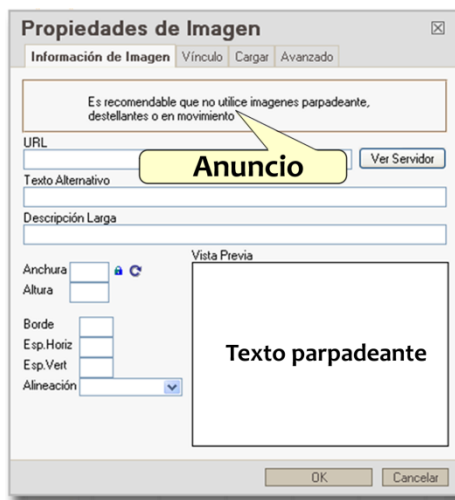 Propiedades de Imagen
Información de Imagen Vínculo Cargar Avanzado
Es recomendable que no utilice imagenes parpadeante,
destellantes o en movimiento
URL
Anuncio
Ver Servidor
Texto Alternativo
Descripción Larga
Anchura
Altura
Vista Previa
Borde
Esp.Horiz
Esp.Vert
Alineación
Texto parpadeante
OK Cancelar